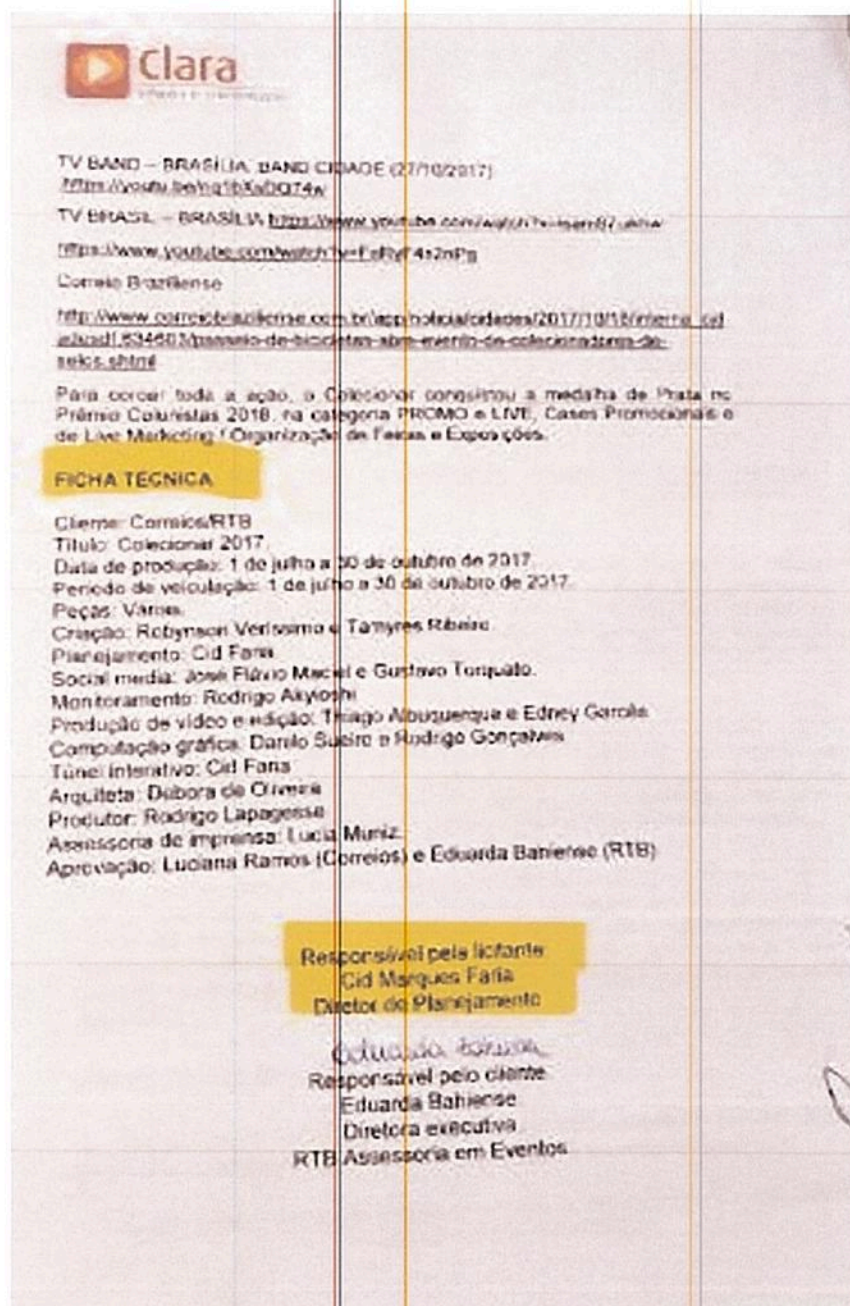 Clara
TV BAND – BRASÍLIA BAND CIDADE (27/10/2017)
TV BRASIL – BRASÍLIA
Correio Braziliense
Para coroar toda a ação, o Colecionar conquistou a medalha de Prata no
Prêmio Colunistas 2018, na categoria PROMO e LIVE, Cases Promocionais e
de Live Marketing / Organização de Feiras e Exposições.
FICHA TÉCNICA
Cliente: Correios/RTB
Título: Colecionar 2017.
Data de produção: 1 de julho a 30 de outubro de 2017.
Período de veiculação: 1 de julho a 30 de outubro de 2017.
Peças: Várias.
Criação: Robynson Veríssimo e Tamyres Ribeiro
Planejamento: Cid Faria
Social media: José Flávio Maciel e Gustavo Torquato.
Monitoramento: Rodrigo Akyioshi
Produção de vídeo e edição: Thiago Albuquerque e Edney Garcês
Computação gráfica: Danilo Sueiro e Rodrigo Gonçalves
Túnel interativo: Cid Faria
Arquiteta: Debora de Oliveira
Produtor: Rodrigo Lapagesse
Assessoria de imprensa: Lucia Muniz
Aprovação: Luciana Ramos (Correios) e Eduarda Bahiense (RTB)
Responsável pela licitante
Cid Marques Faria
Diretor de Planejamento
Responsável pelo cliente
Eduarda Bahiense
Diretora executiva
RTB Assessoria em Eventos